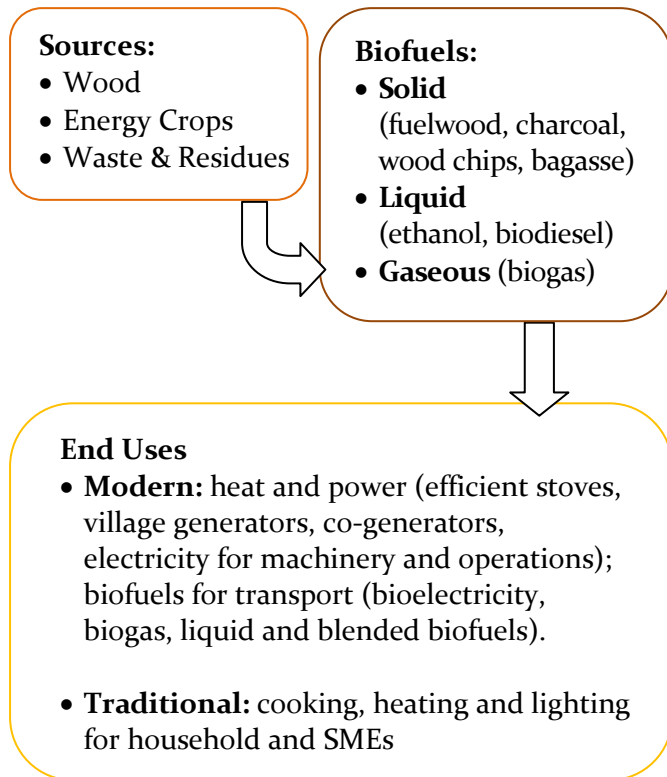 Sources:
• Wood
• Energy Crops
• Waste & Residues
Biofuels:
• Solid
(fuelwood, charcoal,
wood chips, bagasse)
• Liquid
(ethanol, biodiesel)
• Gaseous (biogas)
End Uses
• Modern: heat and power (efficient stoves,
village generators, co-generators,
electricity for machinery and operations);
biofuels for transport (bioelectricity,
biogas, liquid and blended biofuels).
• Traditional: cooking, heating and lighting
for household and SMEs